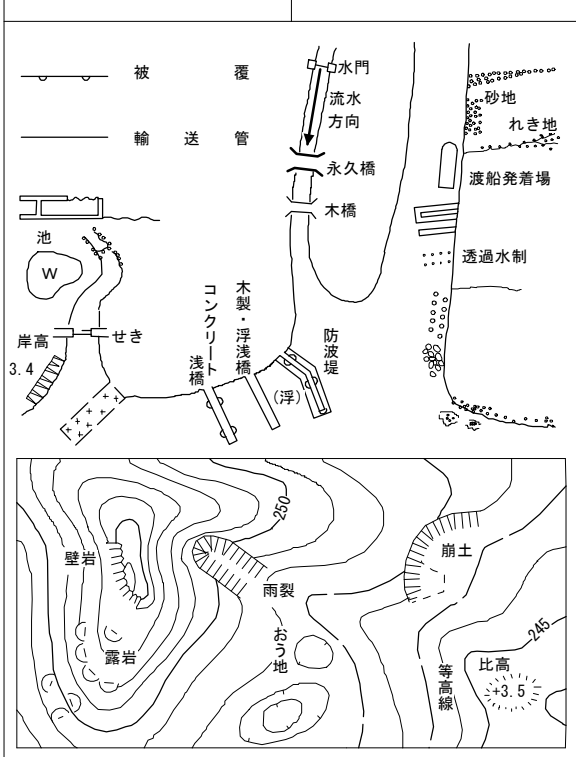 被覆
輸送管
水門
流水
方向
永久橋
木橋
砂地
れき地
渡船発着場
透過水制
池
W
せき
岸高
3.4
コンクリート
浅橋
木製・浮浅橋
防波堤
(浮)
250
壁岩
雨裂
崩土
露岩
おう地
等高線
245
比高
+3.5